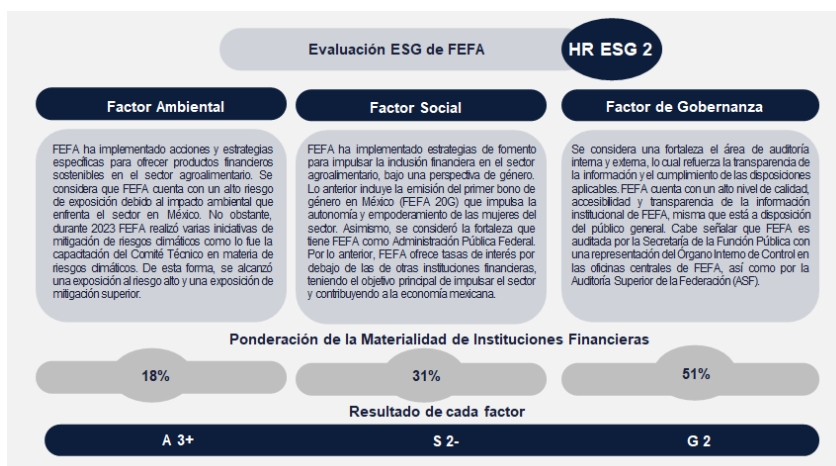 Evaluación ESG de FEFA
HR ESG 2
Factor Ambiental
FEFA ha implementado acciones y estrategias
específicas para ofrecer productos financieros
sostenibles en el sector agroalimentario. Se
considera que FEFA cuenta con un alto riesgo
de exposición debido al impacto ambiental que
enfrenta el sector en México. No obstante,
durante 2023 FEFA realizó varias iniciativas de
mitigación de riesgos climáticos como lo fue la
capacitación del Comité Técnico en materia de
riesgos climáticos. De esta forma, se alcanzó
una exposición al riesgo alto y una exposición de
mitigación superior.
Factor Social
FEFA ha implementado estrategias de fomento
para impulsar la inclusión financiera en el sector
agroalimentario, bajo una perspectiva de género.
Lo anterior incluye la emisión del primer bono de
género en México (FEFA 20G) que impulsa la
autonomía y empoderamiento de las mujeres del
sector. Asimismo, se consideró la fortaleza que
tiene FEFA como Administración Pública Federal.
Por lo anterior, FEFA ofrece tasas de interés por
debajo de las de otras instituciones financieras,
teniendo el objetivo principal de impulsar el sector
y contribuyendo a la economía mexicana.
Factor de Gobernanza
Se considera una fortaleza el área de auditoría
interna y externa, lo cual refuerza la transparencia
de la información y el cumplimiento de las disposiciones
aplicables. FEFA cuenta con un alto nivel de calidad,
accesibilidad y transparencia de la información
institucional de FEFA, misma que está a disposición
del público general. Cabe señalar que FEFA es
auditada por la Secretaría de la Función Pública con
una representación del Órgano Interno de Control en
las oficinas centrales de FEFA, así como por la
Auditoría Superior de la Federación (ASF).
Ponderación de la Materialidad de Instituciones Financieras
18%
31%
51%
Resultado de cada factor
A 3+
S 2-
G 2